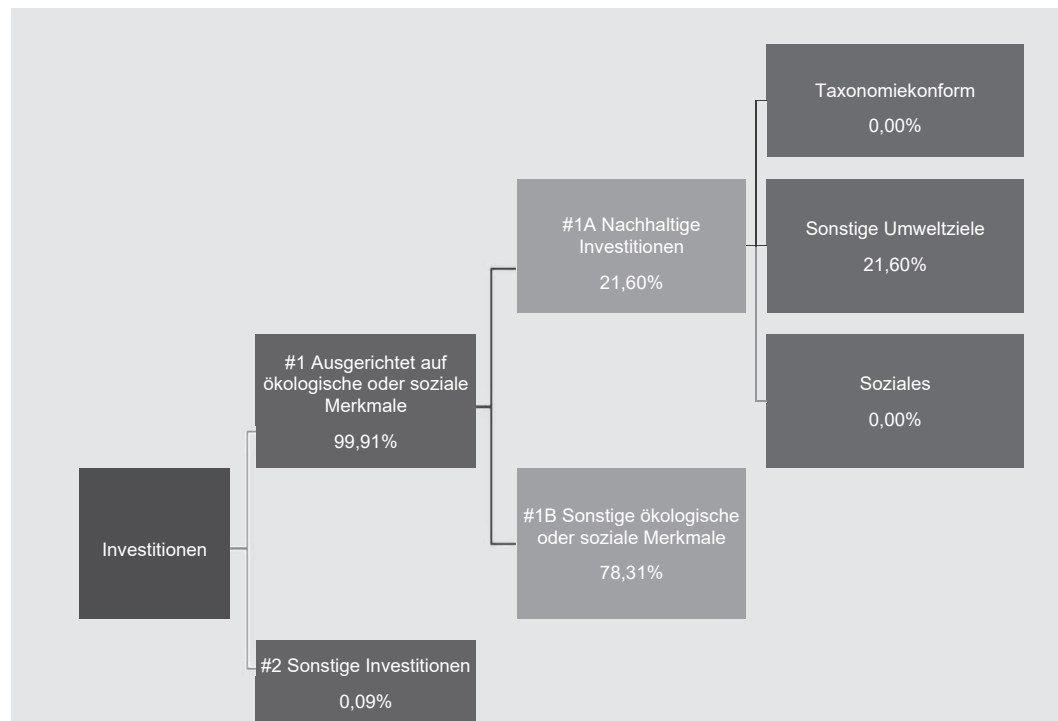 Taxonomiekonform
0,00%
#1A Nachhaltige
Investitionen
21,60%
Sonstige Umweltziele
21,60%
#1 Ausgerichtet auf
ökologische oder soziale
Merkmale
99,91%
Soziales
0,00%
Investitionen
#1B Sonstige ökologische
oder soziale Merkmale
78,31%
#2 Sonstige Investitionen
0,09%